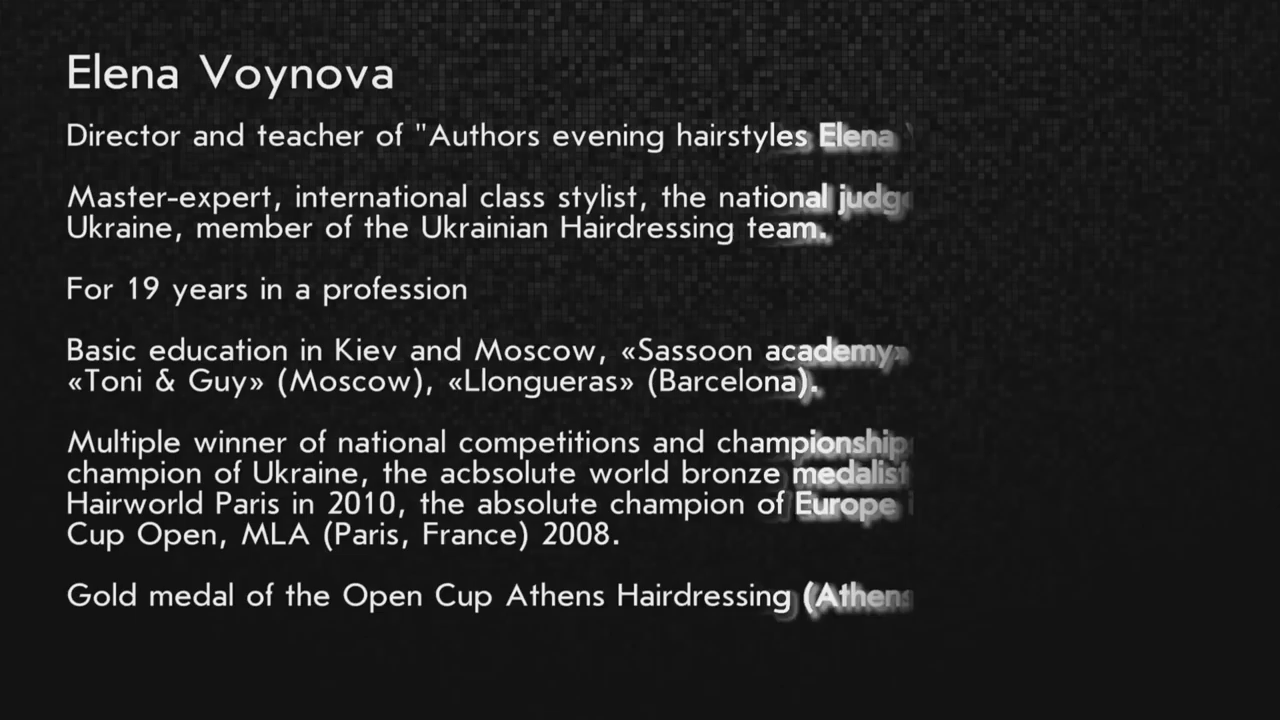 Elena Voynova
Director and teacher of "Authors evening hairstyles Elena
Master-expert, international class stylist, the national judge
Ukraine, member of the Ukrainian Hairdressing team.
For 19 years in a profession
Basic education in Kiev and Moscow, «Sassoon academy»
«Toni & Guy» (Moscow), «Llongueras» (Barcelona).
Multiple winner of national competitions and championship
champion of Ukraine, the acbsolute world bronze medalist
Hairworld Paris in 2010, the absolute champion of Europe
Cup Open, MLA (Paris, France) 2008.
Gold medal of the Open Cup Athens Hairdressing (Athens